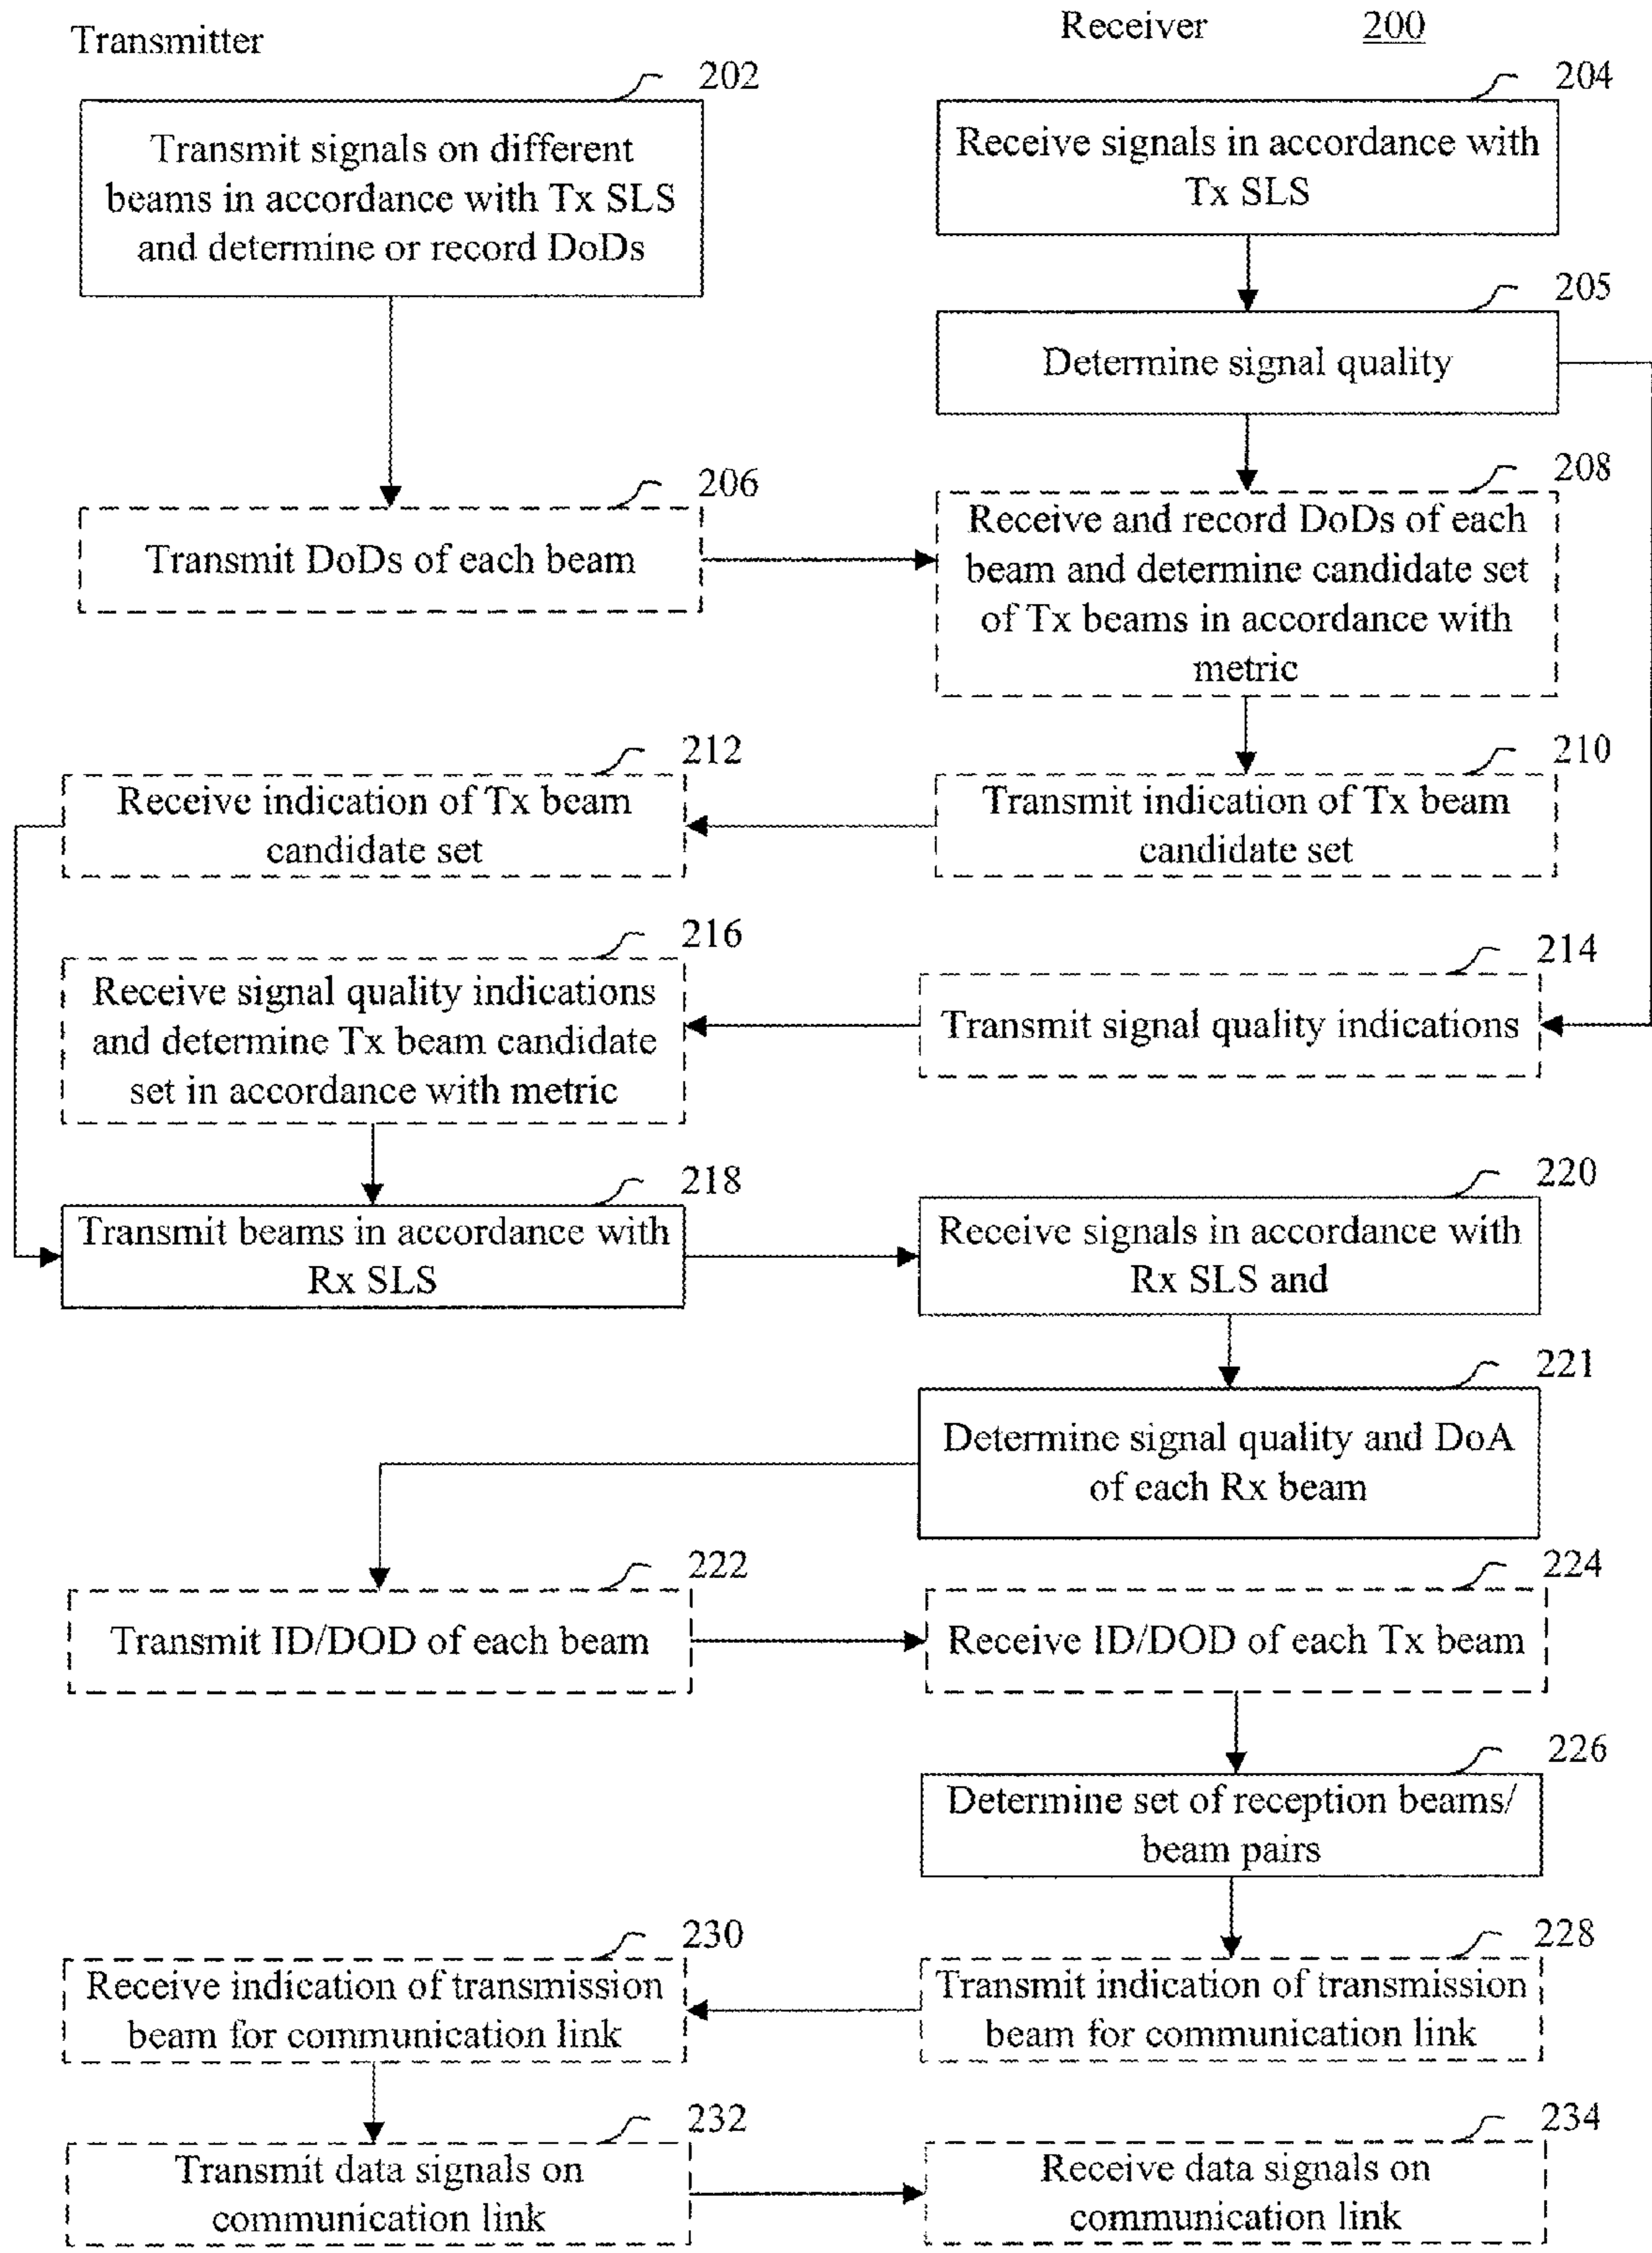 Transmitter
Receiver
200
202
Transmit signals on different
beams in accordance with Tx SLS
and determine or record DoDs
204
Receive signals in accordance with
Tx SLS
205
Determine signal quality
206
Transmit DoDs of each beam
208
Receive and record DoDs of each
beam and determine candidate set
of Tx beams in accordance with
metric
212
Receive indication of Tx beam
candidate set
210
Transmit indication of Tx beam
candidate set
216
Receive signal quality indications
and determine Tx beam candidate
set in accordance with metric
214
Transmit signal quality indications
218
Transmit beams in accordance with
Rx SLS
220
Receive signals in accordance with
Rx SLS and
221
Determine signal quality and DoA
of each Rx beam
222
Transmit ID/DOD of each beam
224
Receive ID/DOD of each Tx beam
226
Determine set of reception beams/
beam pairs
230
Receive indication of transmission
beam for communication link
228
Transmit indication of transmission
beam for communication link
232
Transmit data signals on
communication link
234
Receive data signals on
communication link